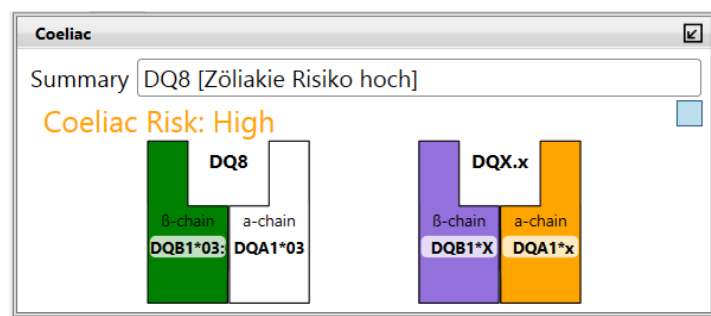 Coeliac
Summary DQ8 [Zöliakie Risiko hoch]
Coeliac Risk: High
DQ8 DQX.x
ß-chain a-chain ß-chain a-chain
DQB1*03: DQA1*03 DQB1*X DQA1*x